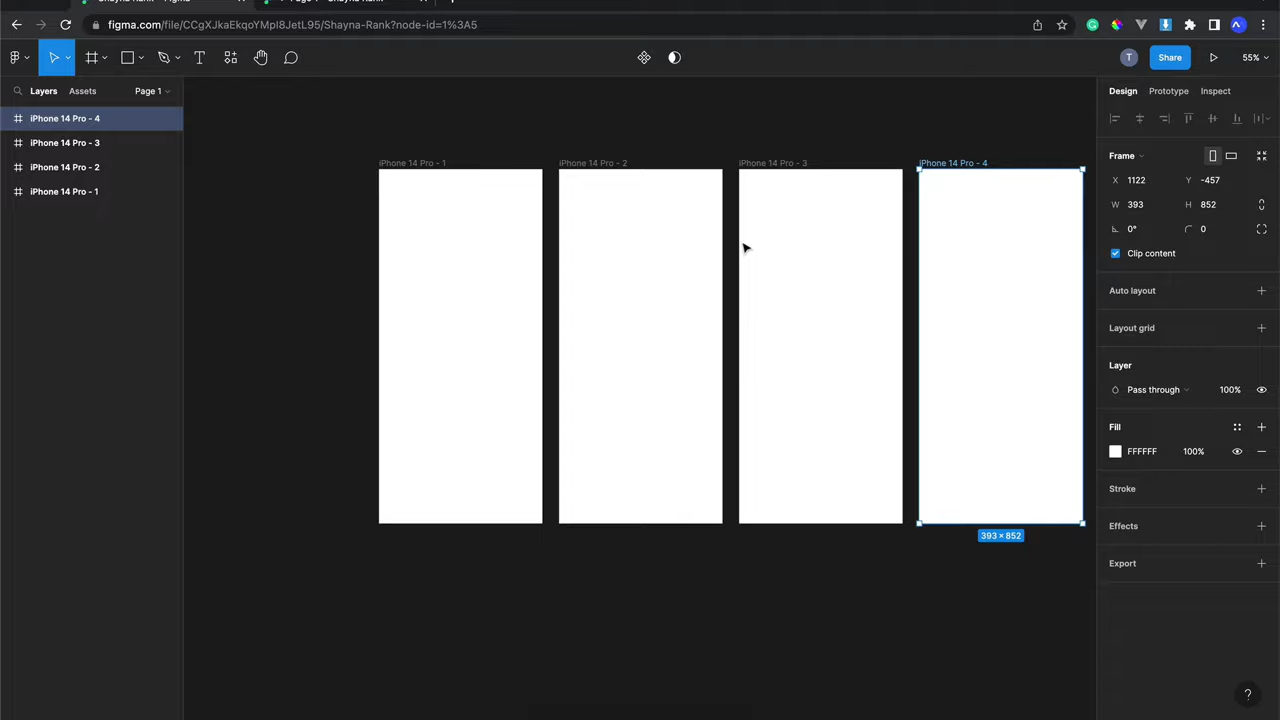 figma.com/file/CCgXJkaEkqoYMpI8JetL95/Shayna-Rank?node-id=1%3A5
T
Share
55%
Layers
Assets
Page 1
iPhone 14 Pro - 4
iPhone 14 Pro - 3
iPhone 14 Pro - 2
iPhone 14 Pro - 1
iPhone 14 Pro - 1
iPhone 14 Pro - 2
iPhone 14 Pro - 3
iPhone 14 Pro - 4
393 × 852
Design
Prototype
Inspect
Frame
X 1122
Y -457
W 393
H 852
0°
0
Clip content
Auto layout
Layout grid
Layer
Pass through
100%
Fill
FFFFFF
100%
Stroke
Effects
Export
?